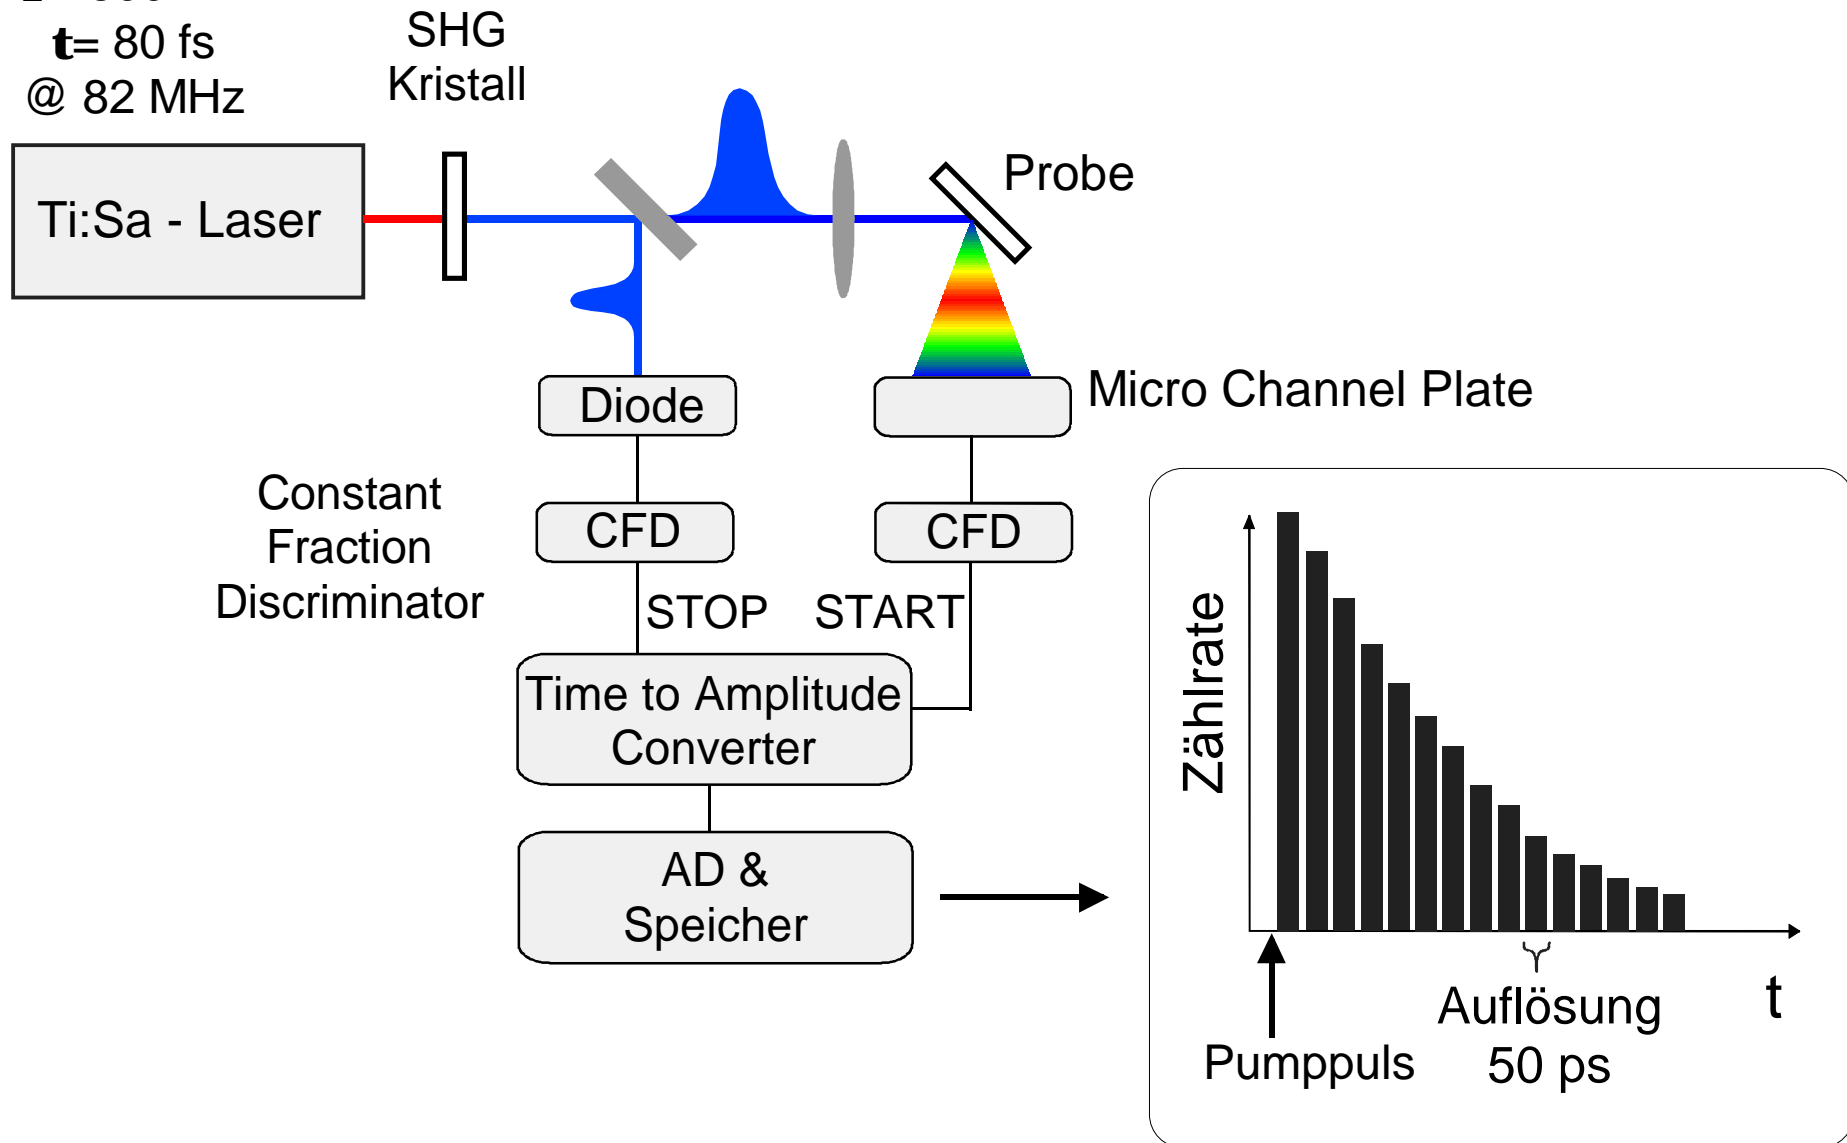 t= 80 fs
@ 82 MHz
SHG
Kristall
Ti:Sa - Laser
Probe
Diode
Micro Channel Plate
Constant
Fraction
Discriminator
CFD
CFD
STOP
START
Time to Amplitude
Converter
AD &
Speicher
Zählrate
t
Auflösung
50 ps
Pumppuls